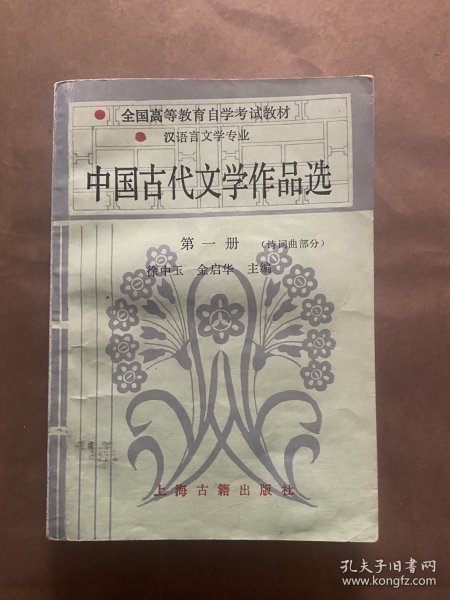 全国高等教育自学考试教材
汉语言文学专业
中国古代文学作品选
第一册 (诗词曲部分)
徐中玉 金启华 主编
上海古籍出版社
孔夫子旧书网
www.kongfz.com